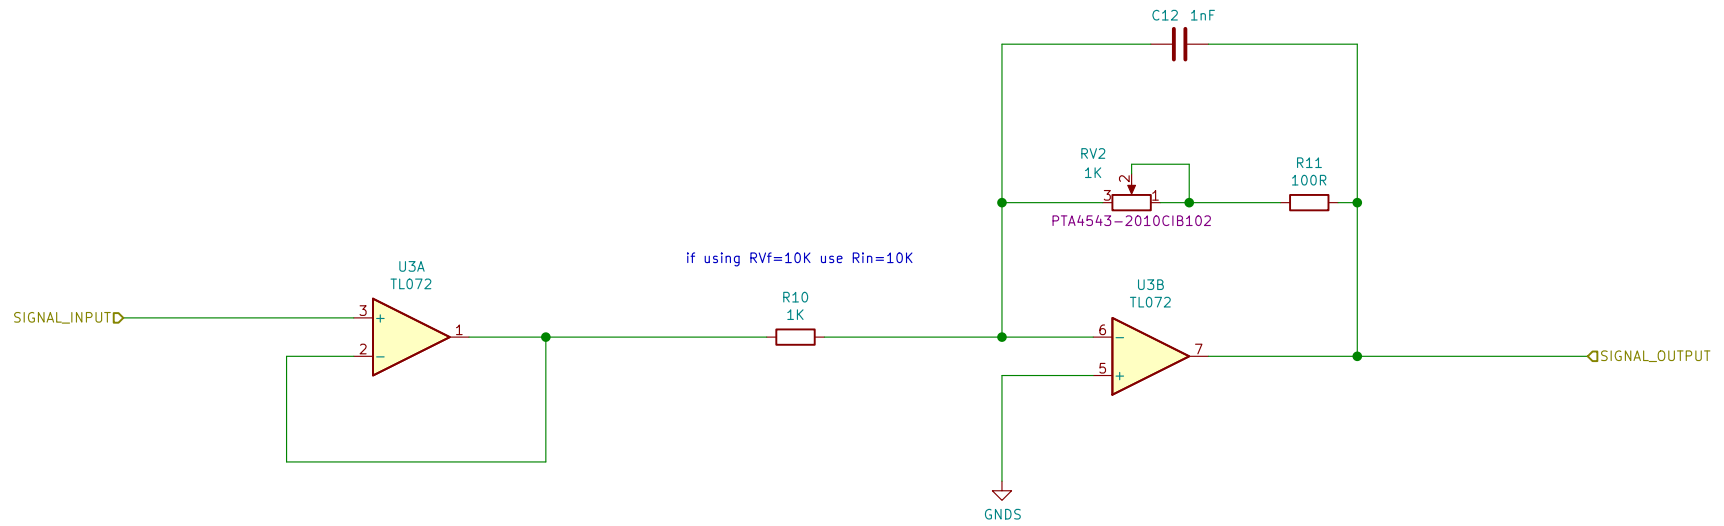 C12 1nF
RV2
1K
2
3
1
PTA4543-2010CIB102
R11
100R
if using RVf=10K use Rin=10K
U3A
TL072
SIGNAL_INPUT
3
+
2
−
1
R10
1K
U3B
TL072
6
−
5
+
7
SIGNAL_OUTPUT
GNDS